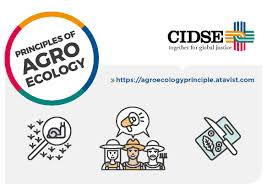 PRINCIPLES OF
AGRO
ECOLOGY
CIDSE
together for global justice
> https://agroecologyprinciple.atavist.com